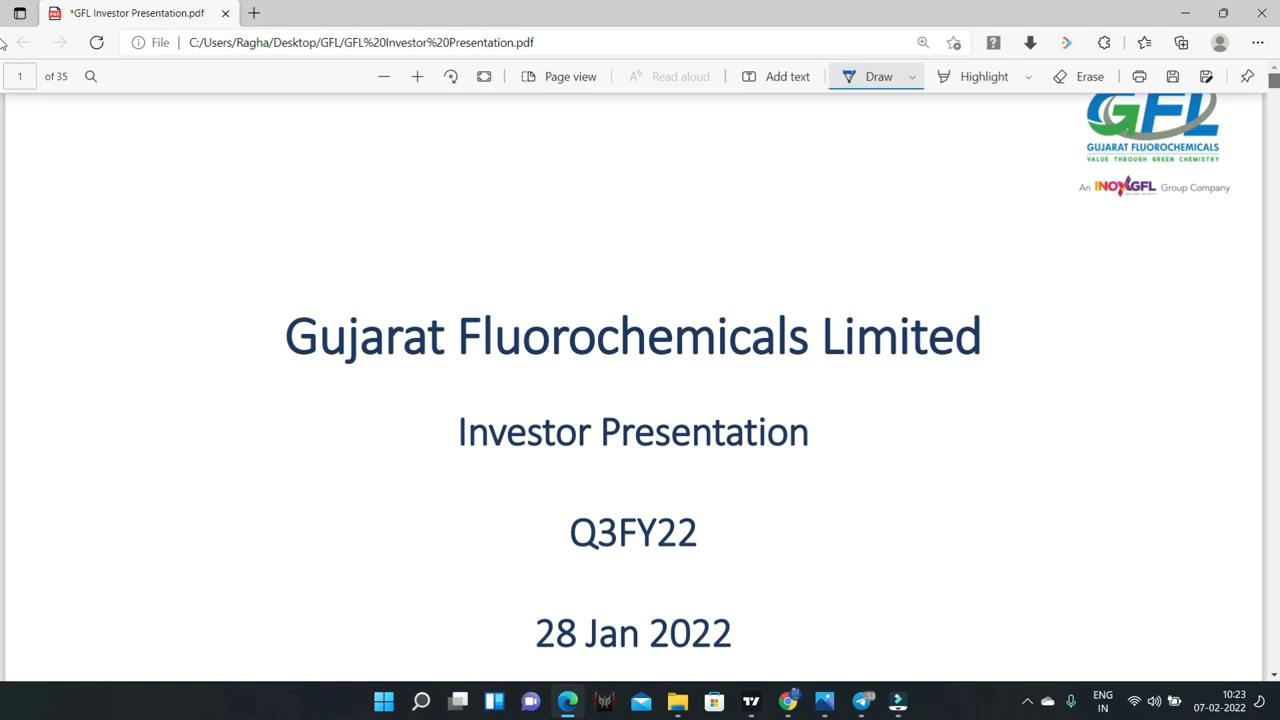 *GFL Investor Presentation.pdf
File
C:/Users/Ragha/Desktop/GFL/GFL%20Investor%20Presentation.pdf
1 of 35
Page view
Read aloud
Add text
Draw
Highlight
Erase
GFL
GUJARAT FLUOROCHEMICALS
VALUE THROUGH GREEN CHEMISTRY
An INOXGFL Group Company
Gujarat Fluorochemicals Limited
Investor Presentation
Q3FY22
28 Jan 2022
ENG
IN
10:23
07-02-2022